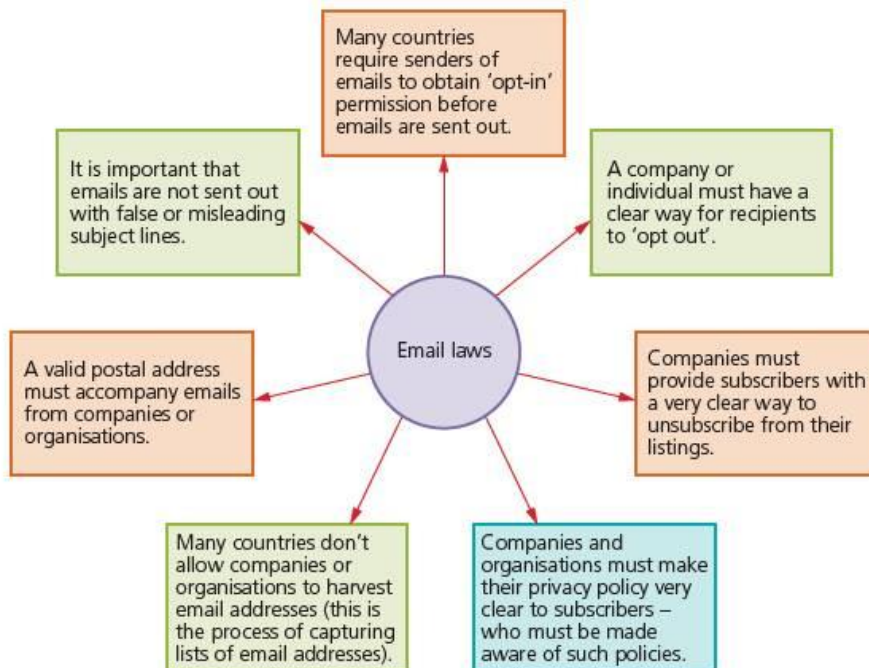 Many countries
require senders of
emails to obtain ‘opt-in’
permission before
emails are sent out.
It is important that
emails are not sent out
with false or misleading
subject lines.
A company or
individual must have a
clear way for recipients
to ‘opt out’.
Email laws
A valid postal address
must accompany emails
from companies or
organisations.
Companies must
provide subscribers with
a very clear way to
unsubscribe from their
listings.
Many countries don’t
allow companies or
organisations to harvest
email addresses (this is
the process of capturing
lists of email addresses).
Companies and
organisations must make
their privacy policy very
clear to subscribers –
who must be made
aware of such policies.